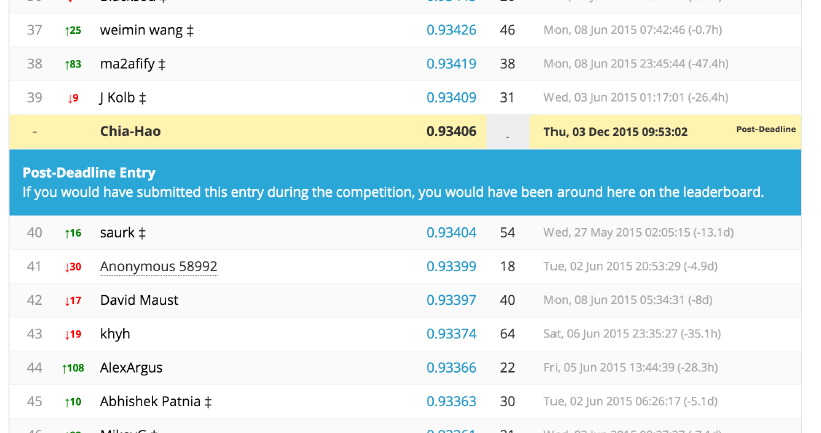 37 ↑25 weimin wang ‡ 0.93426 46 Mon, 08 Jun 2015 07:42:46 (-0.7h)
38 ↑83 ma2afify ‡ 0.93419 38 Mon, 08 Jun 2015 23:45:44 (-47.4h)
39 ↓9 J Kolb ‡ 0.93409 31 Wed, 03 Jun 2015 01:17:01 (-26.4h)
- Chia-Hao 0.93406 - Thu, 03 Dec 2015 09:53:02 Post-Deadline
Post-Deadline Entry
If you would have submitted this entry during the competition, you would have been around here on the leaderboard.
40 ↑16 saurk ‡ 0.93404 54 Wed, 27 May 2015 02:05:15 (-13.1d)
41 ↓30 Anonymous 58992 0.93399 18 Tue, 02 Jun 2015 20:53:29 (-4.9d)
42 ↓17 David Maust 0.93397 40 Mon, 08 Jun 2015 05:34:31 (-8d)
43 ↓19 khyh 0.93374 64 Sat, 06 Jun 2015 23:35:27 (-35.1h)
44 ↑108 AlexArgus 0.93366 22 Fri, 05 Jun 2015 13:44:39 (-28.3h)
45 ↑10 Abhishek Patnia ‡ 0.93363 30 Tue, 02 Jun 2015 06:26:17 (-5.1d)